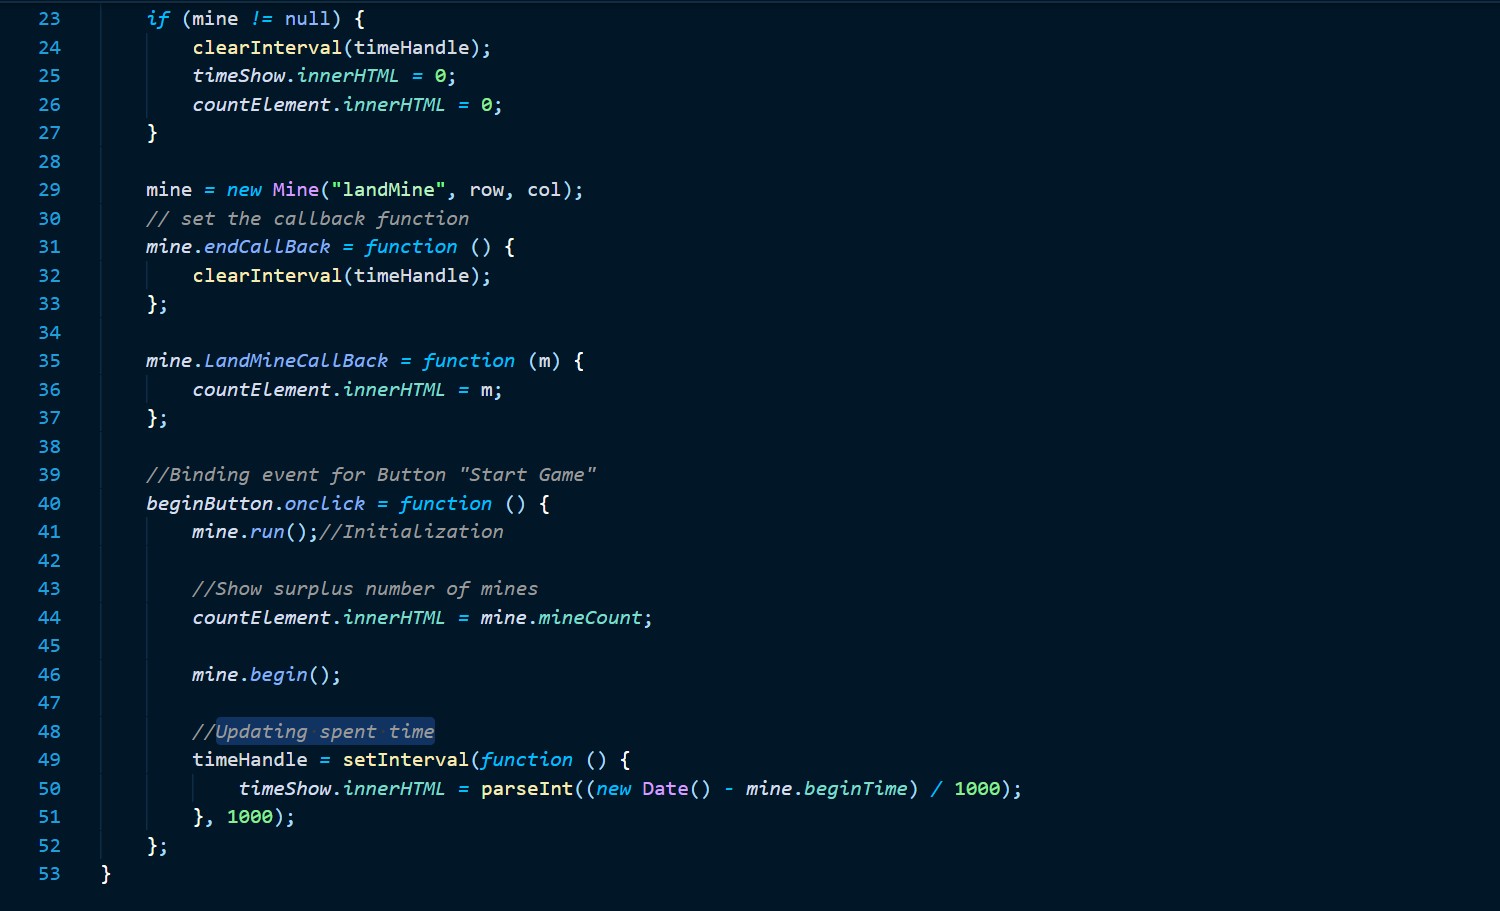 23 if (mine != null) {
24 clearInterval(timeHandle);
25 timeShow.innerHTML = 0;
26 countElement.innerHTML = 0;
27 }
28
29 mine = new Mine("landMine", row, col);
30 // set the callback function
31 mine.endCallBack = function () {
32 clearInterval(timeHandle);
33 };
34
35 mine.LandMineCallBack = function (m) {
36 countElement.innerHTML = m;
37 };
38
39 //Binding event for Button "Start Game"
40 beginButton.onclick = function () {
41 mine.run();//Initialization
42
43 //Show surplus number of mines
44 countElement.innerHTML = mine.mineCount;
45
46 mine.begin();
47
48 //Updating spent time
49 timeHandle = setInterval(function () {
50 timeShow.innerHTML = parseInt((new Date() - mine.beginTime) / 1000);
51 }, 1000);
52 };
53 }